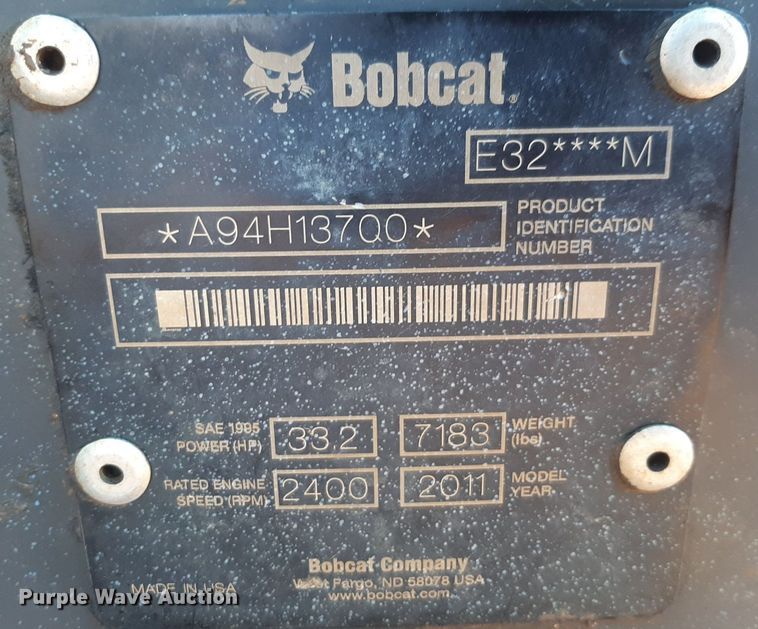 Bobcat®
E32****M
*A94H13700*
PRODUCT
IDENTIFICATION
NUMBER
SAE 1995
POWER (HP)
33.2
7183
WEIGHT
(lbs)
RATED ENGINE
SPEED (RPM)
2400
2011
MODEL
YEAR
Bobcat Company
West Fargo, ND 58078 USA
www.bobcat.com
MADE IN USA
Purple Wave Auction